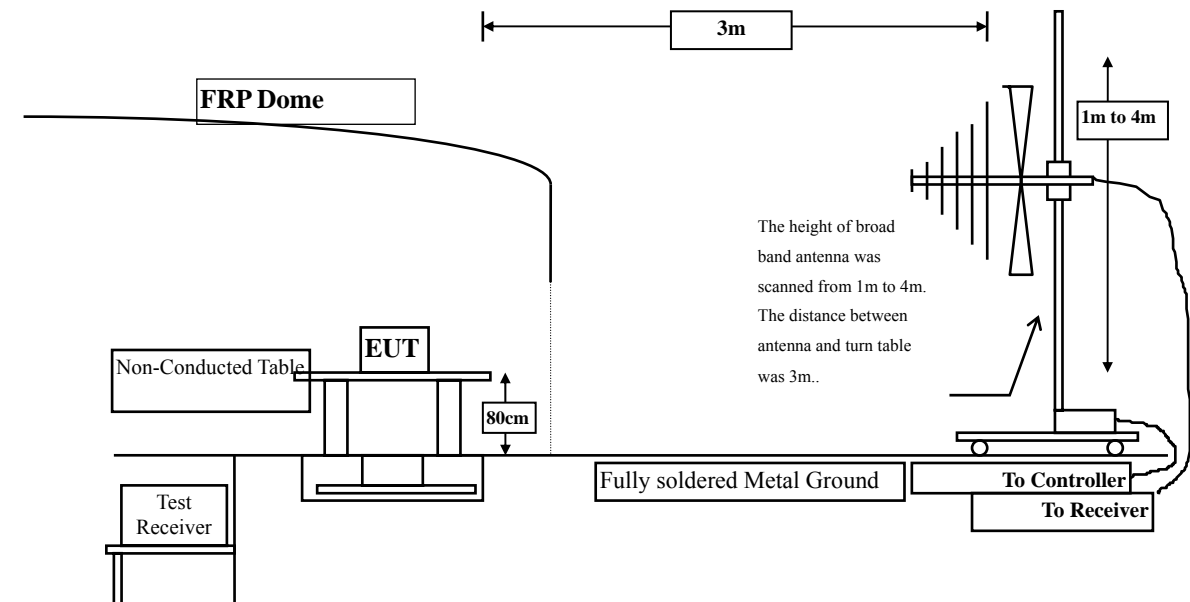 3m
FRP Dome
1m to 4m
The height of broad
band antenna was
scanned from 1m to 4m.
The distance between
antenna and turn table
was 3m..
EUT
Non-Conducted Table
80cm
Fully soldered Metal Ground
To Controller
Test
Receiver
To Receiver